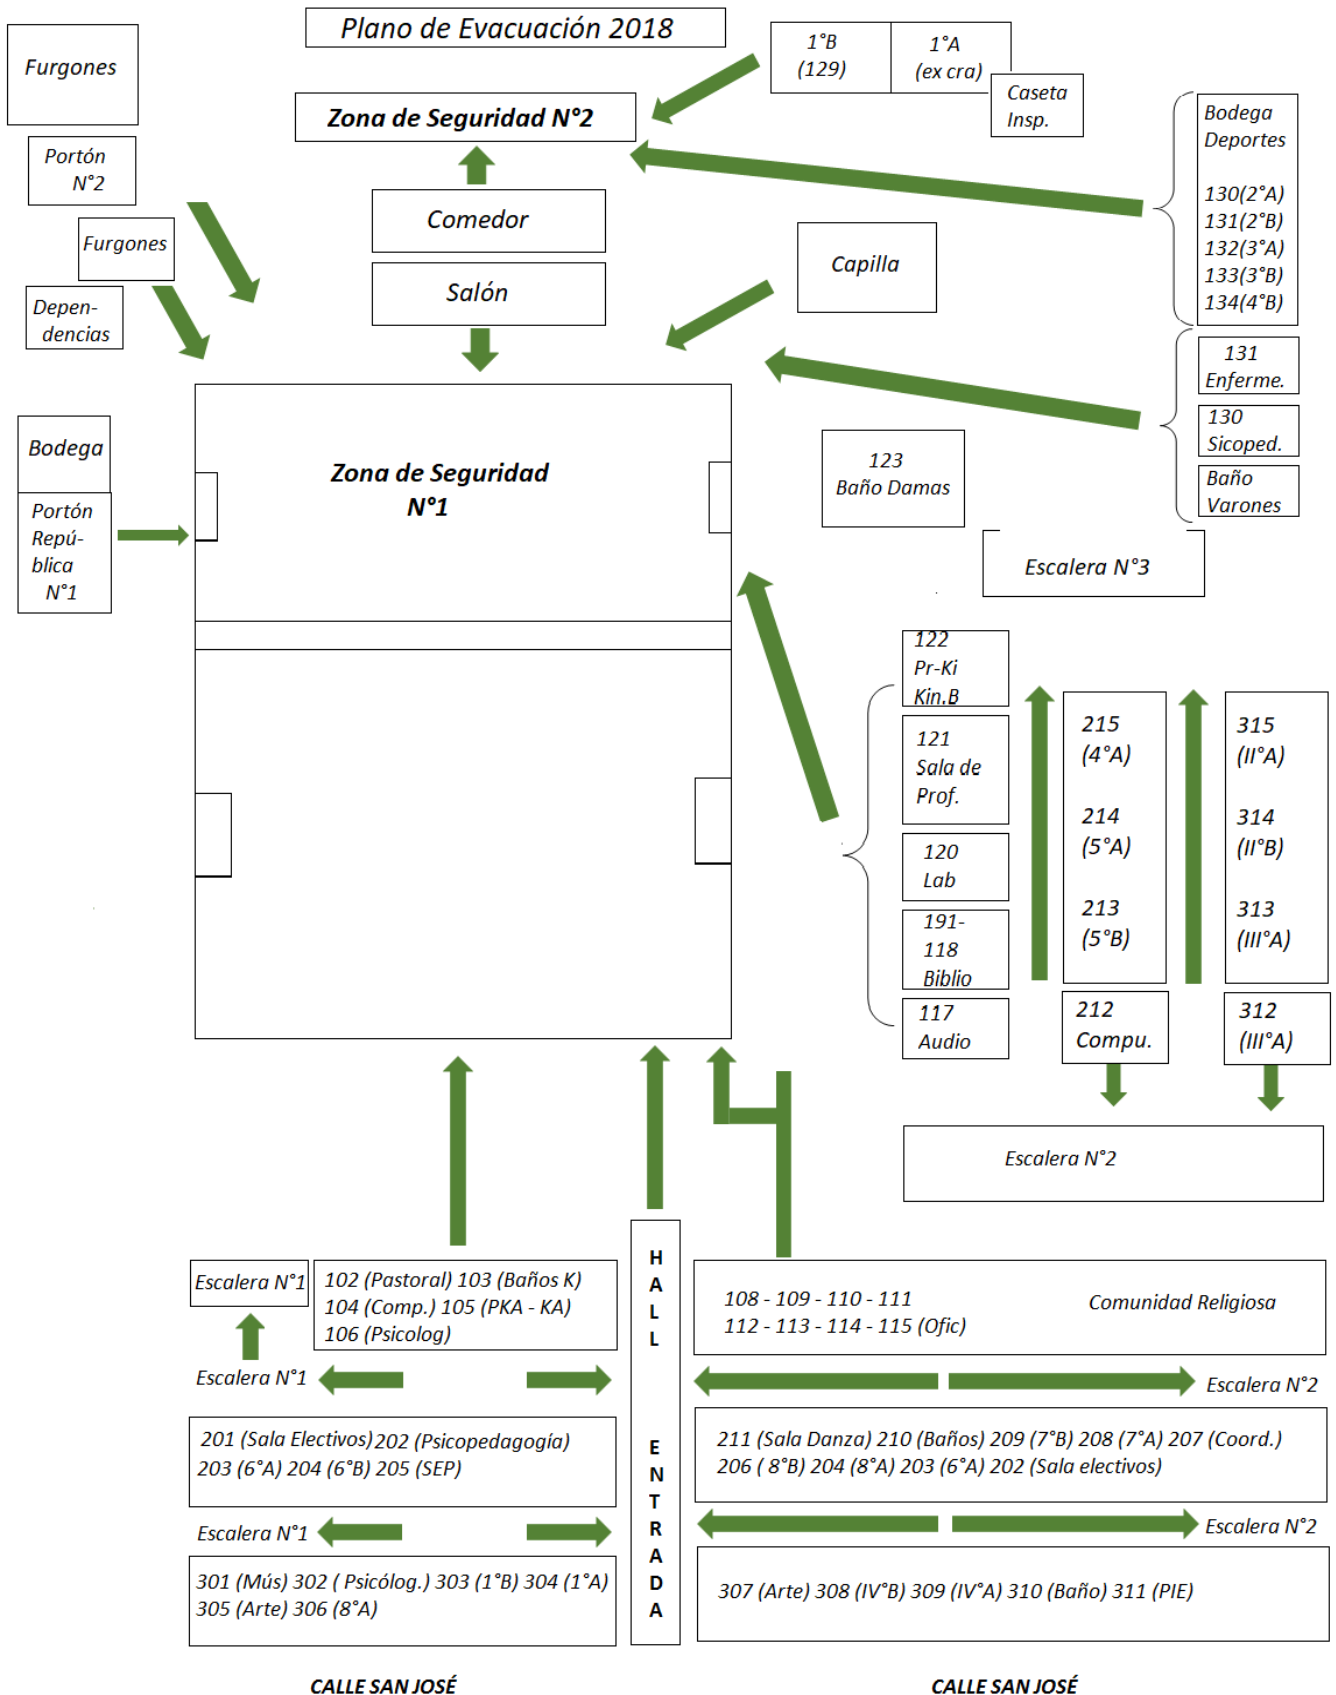 Plano de Evacuación 2018
Furgones
Portón
N°2
Furgones
Depen-
dencias
Zona de Seguridad N°2
Comedor
Salón
1°B
(129)
1°A
(ex cra)
Caseta
Insp.
Capilla
Bodega
Deportes
130(2°A)
131(2°B)
132(3°A)
133(3°B)
134(4°B)
131
Enferme.
130
Sicoped.
Baño
Varones
123
Baño Damas
Escalera N°3
Bodega
Portón
Repú-
blica
N°1
Zona de Seguridad
N°1
122
Pr-Ki
Kin.B
121
Sala de
Prof.
120
Lab
191-
118
Biblio
117
Audio
215
(4°A)
214
(5°A)
213
(5°B)
212
Compu.
315
(II°A)
314
(II°B)
313
(III°A)
312
(III°A)
Escalera N°2
Escalera N°1
102 (Pastoral) 103 (Baños K)
104 (Comp.) 105 (PKA - KA)
106 (Psicolog)
HALL ENTRADA
108 - 109 - 110 - 111
112 - 113 - 114 - 115 (Ofic)
Comunidad Religiosa
Escalera N°1
Escalera N°2
201 (Sala Electivos) 202 (Psicopedagogía)
203 (6°A) 204 (6°B) 205 (SEP)
211 (Sala Danza) 210 (Baños) 209 (7°B) 208 (7°A) 207 (Coord.)
206 ( 8°B) 204 (8°A) 203 (6°A) 202 (Sala electivos)
Escalera N°1
Escalera N°2
301 (Mús) 302 ( Psicólog.) 303 (1°B) 304 (1°A)
305 (Arte) 306 (8°A)
307 (Arte) 308 (IV°B) 309 (IV°A) 310 (Baño) 311 (PIE)
CALLE SAN JOSÉ
CALLE SAN JOSÉ